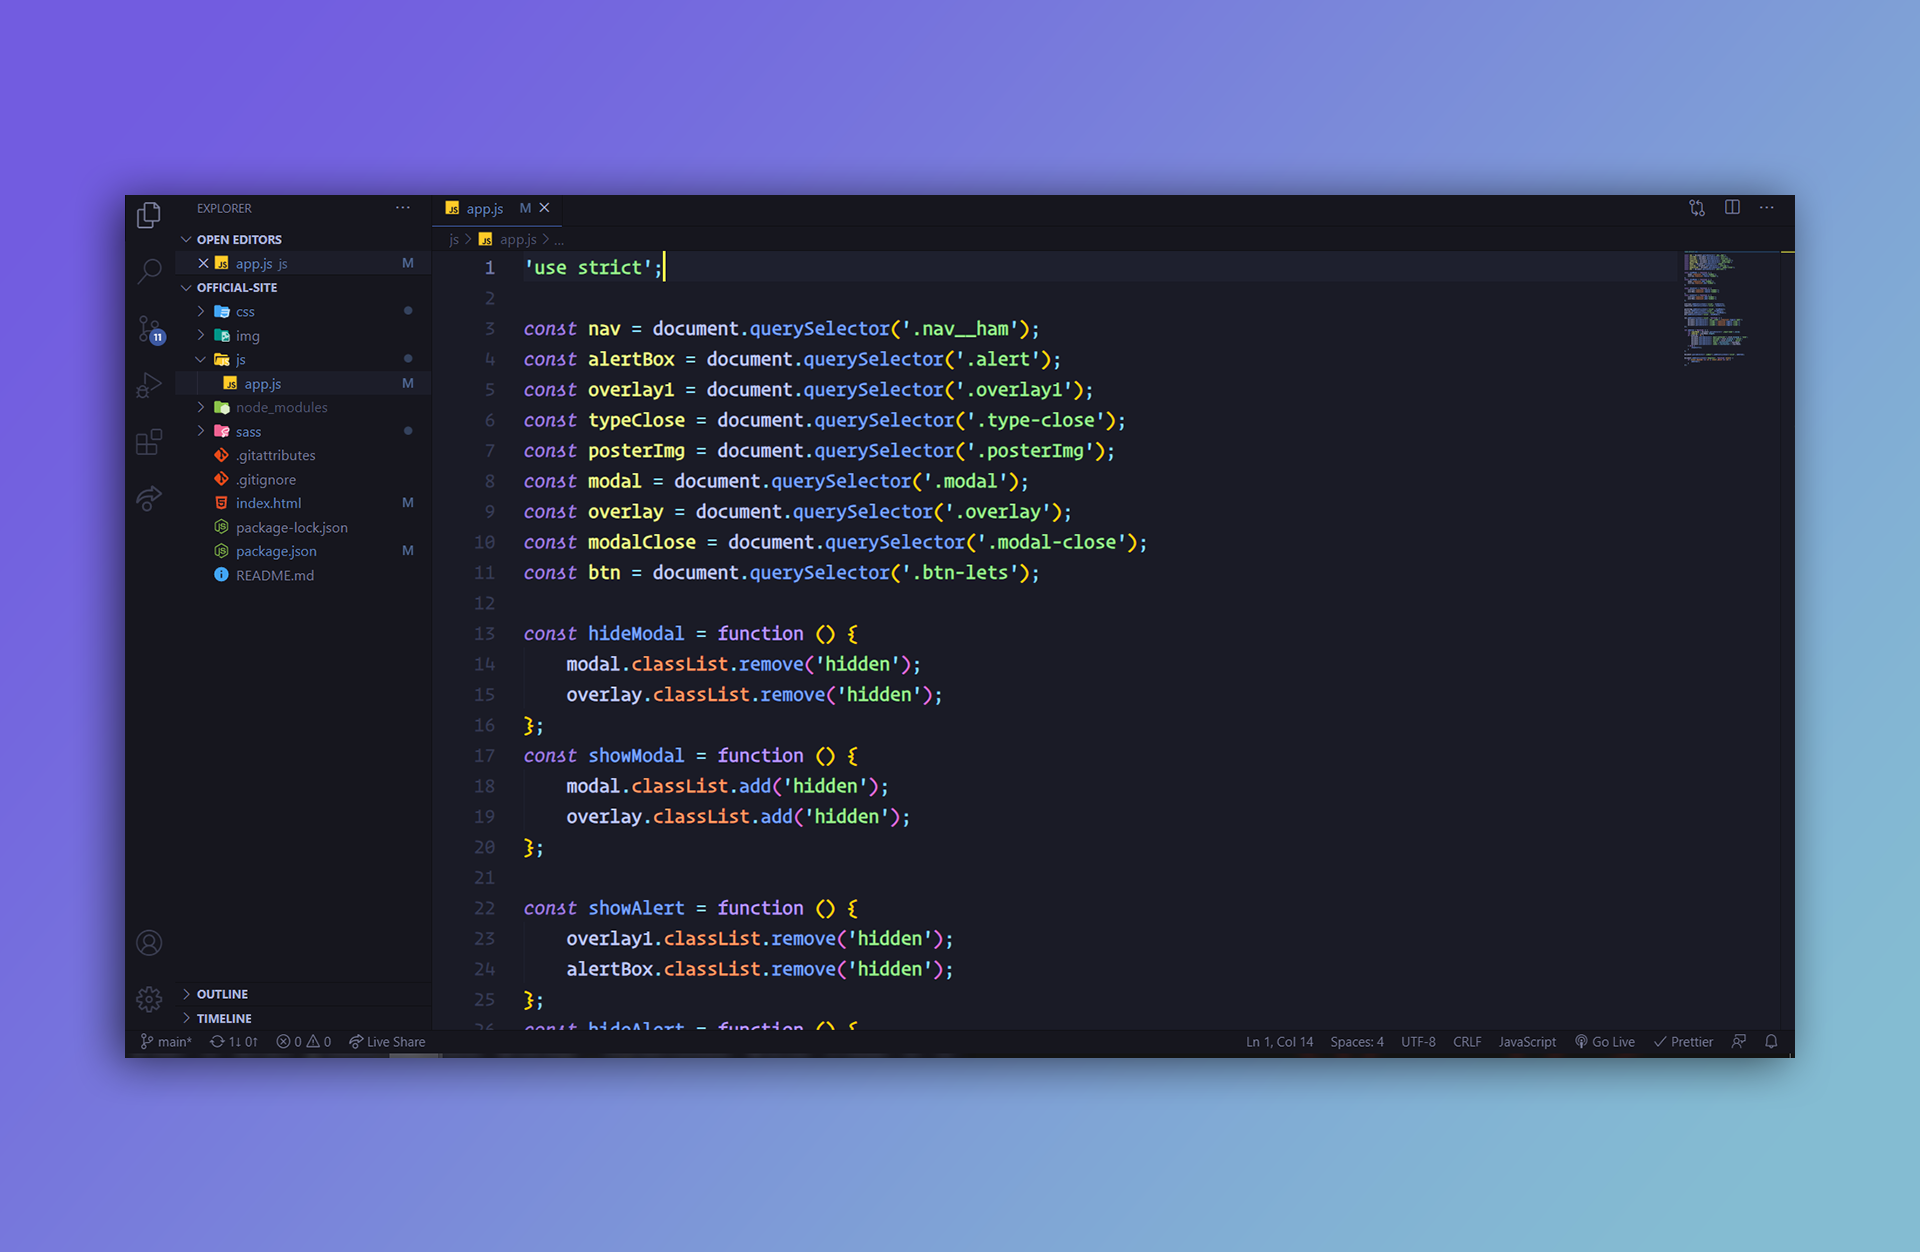 EXPLORER ...
OPEN EDITORS
app.js js M
OFFICIAL-SITE
css
img
js
app.js M
node_modules
sass
.gitattributes
.gitignore
index.html M
package-lock.json
package.json M
README.md
11
OUTLINE
TIMELINE
app.js M
js > app.js > ...
1 'use strict';
2
3 const nav = document.querySelector('.nav__ham');
4 const alertBox = document.querySelector('.alert');
5 const overlay1 = document.querySelector('.overlay1');
6 const typeClose = document.querySelector('.type-close');
7 const posterImg = document.querySelector('.posterImg');
8 const modal = document.querySelector('.modal');
9 const overlay = document.querySelector('.overlay');
10 const modalClose = document.querySelector('.modal-close');
11 const btn = document.querySelector('.btn-lets');
12
13 const hideModal = function () {
14 modal.classList.remove('hidden');
15 overlay.classList.remove('hidden');
16 };
17 const showModal = function () {
18 modal.classList.add('hidden');
19 overlay.classList.add('hidden');
20 };
21
22 const showAlert = function () {
23 overlay1.classList.remove('hidden');
24 alertBox.classList.remove('hidden');
25 };
26 const hideAlert = function () {
main* 1↓ 0↑ 0 0 Live Share Ln 1, Col 14 Spaces: 4 UTF-8 CRLF JavaScript Go Live Prettier